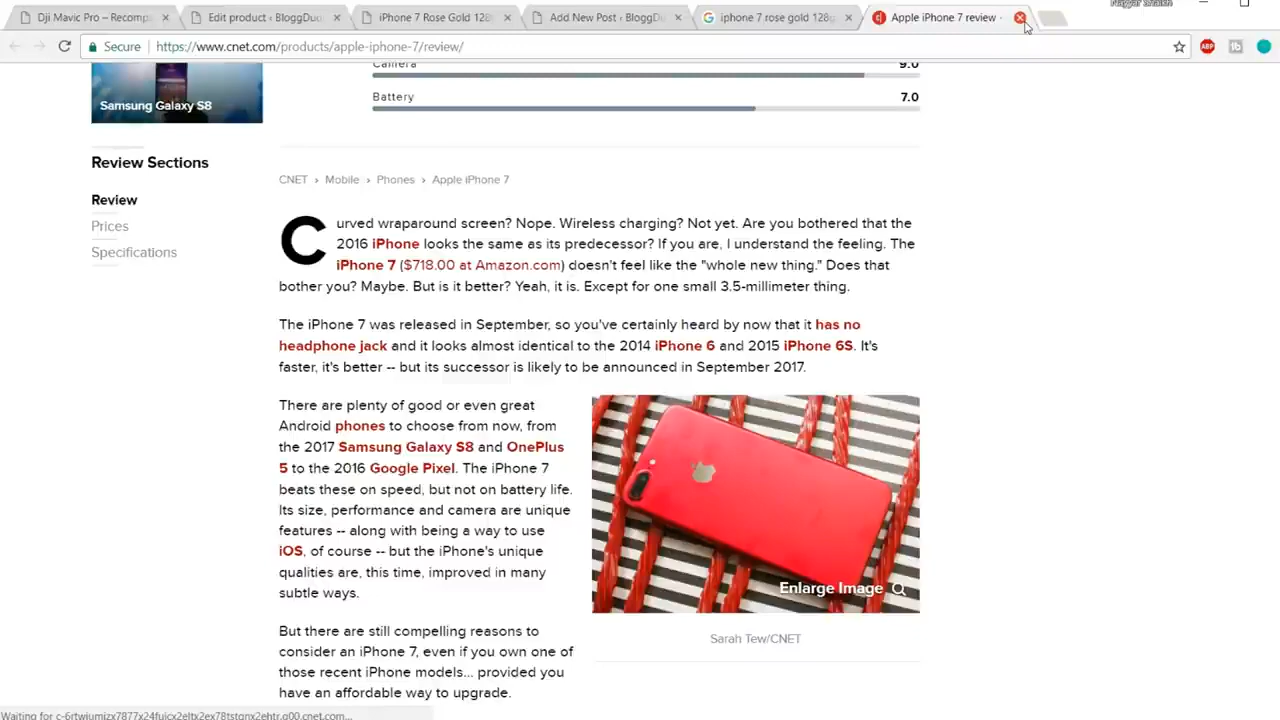 Dji Mavic Pro – Recomp
Edit product ‹ BloggDuo
iPhone 7 Rose Gold 128
Add New Post ‹ BloggDu
iphone 7 rose gold 128g
Apple iPhone 7 review -
Secure
https://www.cnet.com/products/apple-iphone-7/review/
ABP
Camera
9.0
Samsung Galaxy S8
Battery
7.0
Review Sections
Review
Prices
Specifications
CNET › Mobile › Phones › Apple iPhone 7
Curved wraparound screen? Nope. Wireless charging? Not yet. Are you bothered that the
2016 iPhone looks the same as its predecessor? If you are, I understand the feeling. The
iPhone 7 ($718.00 at Amazon.com) doesn't feel like the "whole new thing." Does that
bother you? Maybe. But is it better? Yeah, it is. Except for one small 3.5-millimeter thing.
The iPhone 7 was released in September, so you've certainly heard by now that it has no
headphone jack and it looks almost identical to the 2014 iPhone 6 and 2015 iPhone 6S. It's
faster, it's better -- but its successor is likely to be announced in September 2017.
There are plenty of good or even great
Android phones to choose from now, from
the 2017 Samsung Galaxy S8 and OnePlus
5 to the 2016 Google Pixel. The iPhone 7
beats these on speed, but not on battery life.
Its size, performance and camera are unique
features -- along with being a way to use
iOS, of course -- but the iPhone's unique
qualities are, this time, improved in many
subtle ways.
Enlarge Image
Sarah Tew/CNET
But there are still compelling reasons to
consider an iPhone 7, even if you own one of
those recent iPhone models... provided you
have an affordable way to upgrade.